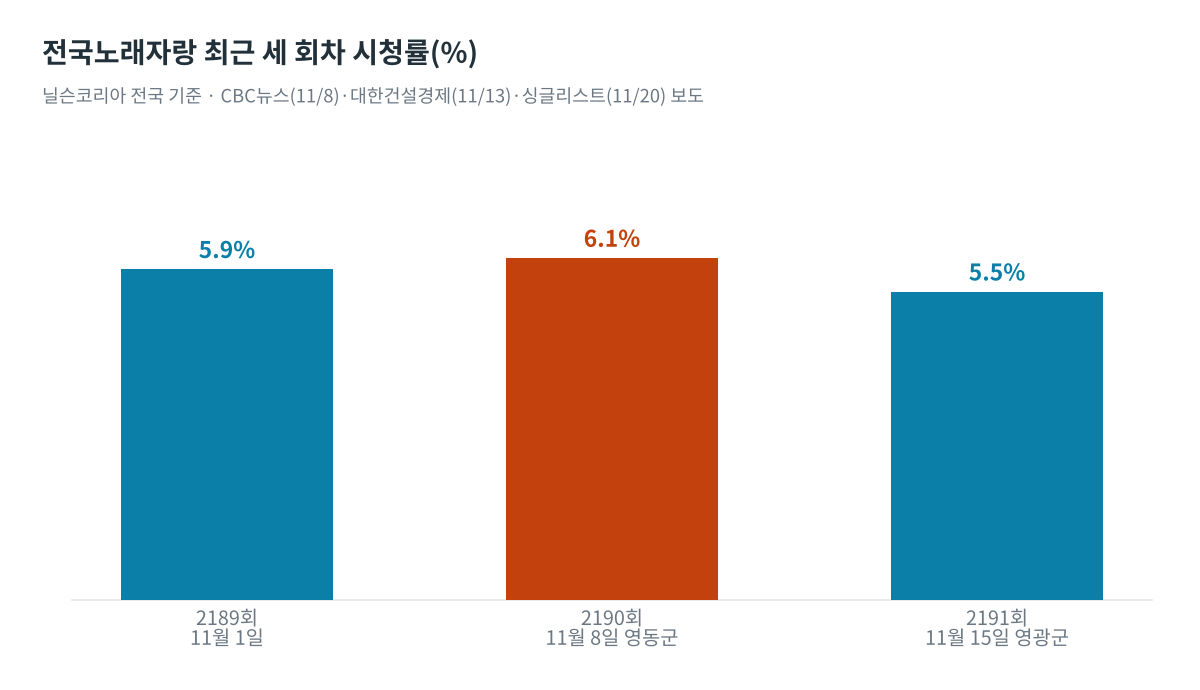 전국노래자랑 최근 세 회차 시청률(%)
닐슨코리아 전국 기준 · CBC뉴스(11/8)·대한건설경제(11/13)·싱글리스트(11/20) 보도
5.9%
6.1%
5.5%
2189회
11월 1일
2190회
11월 8일 영동군
2191회
11월 15일 영광군